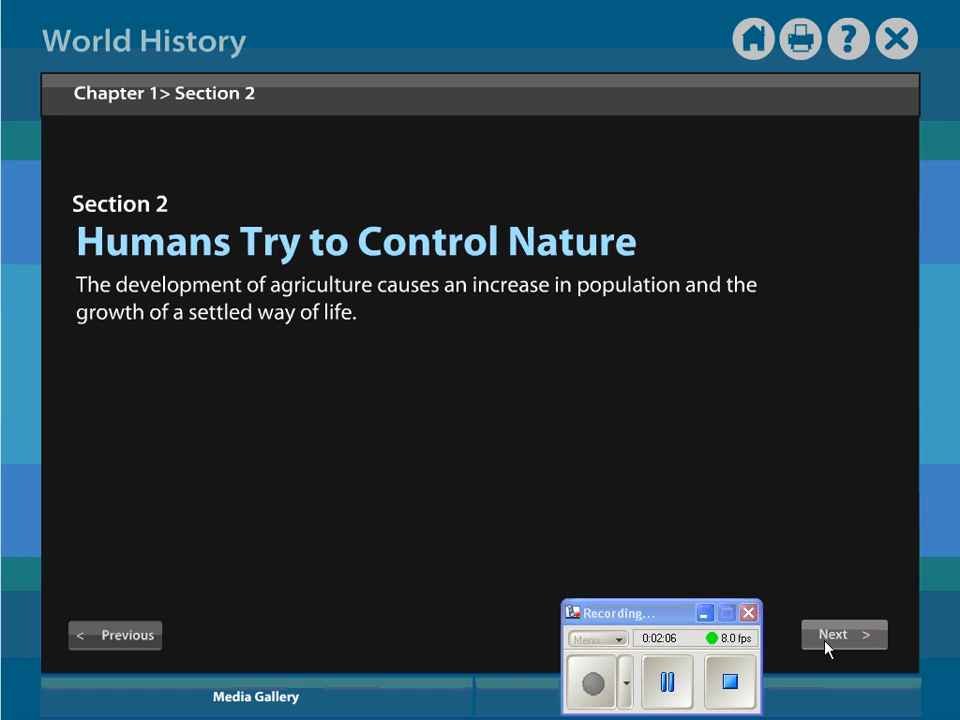 World History
?
Chapter 1> Section 2
Section 2
Humans Try to Control Nature
The development of agriculture causes an increase in population and the
growth of a settled way of life.
Recording...
Menu
0:02:06
8.0 fps
< Previous
Next >
Media Gallery